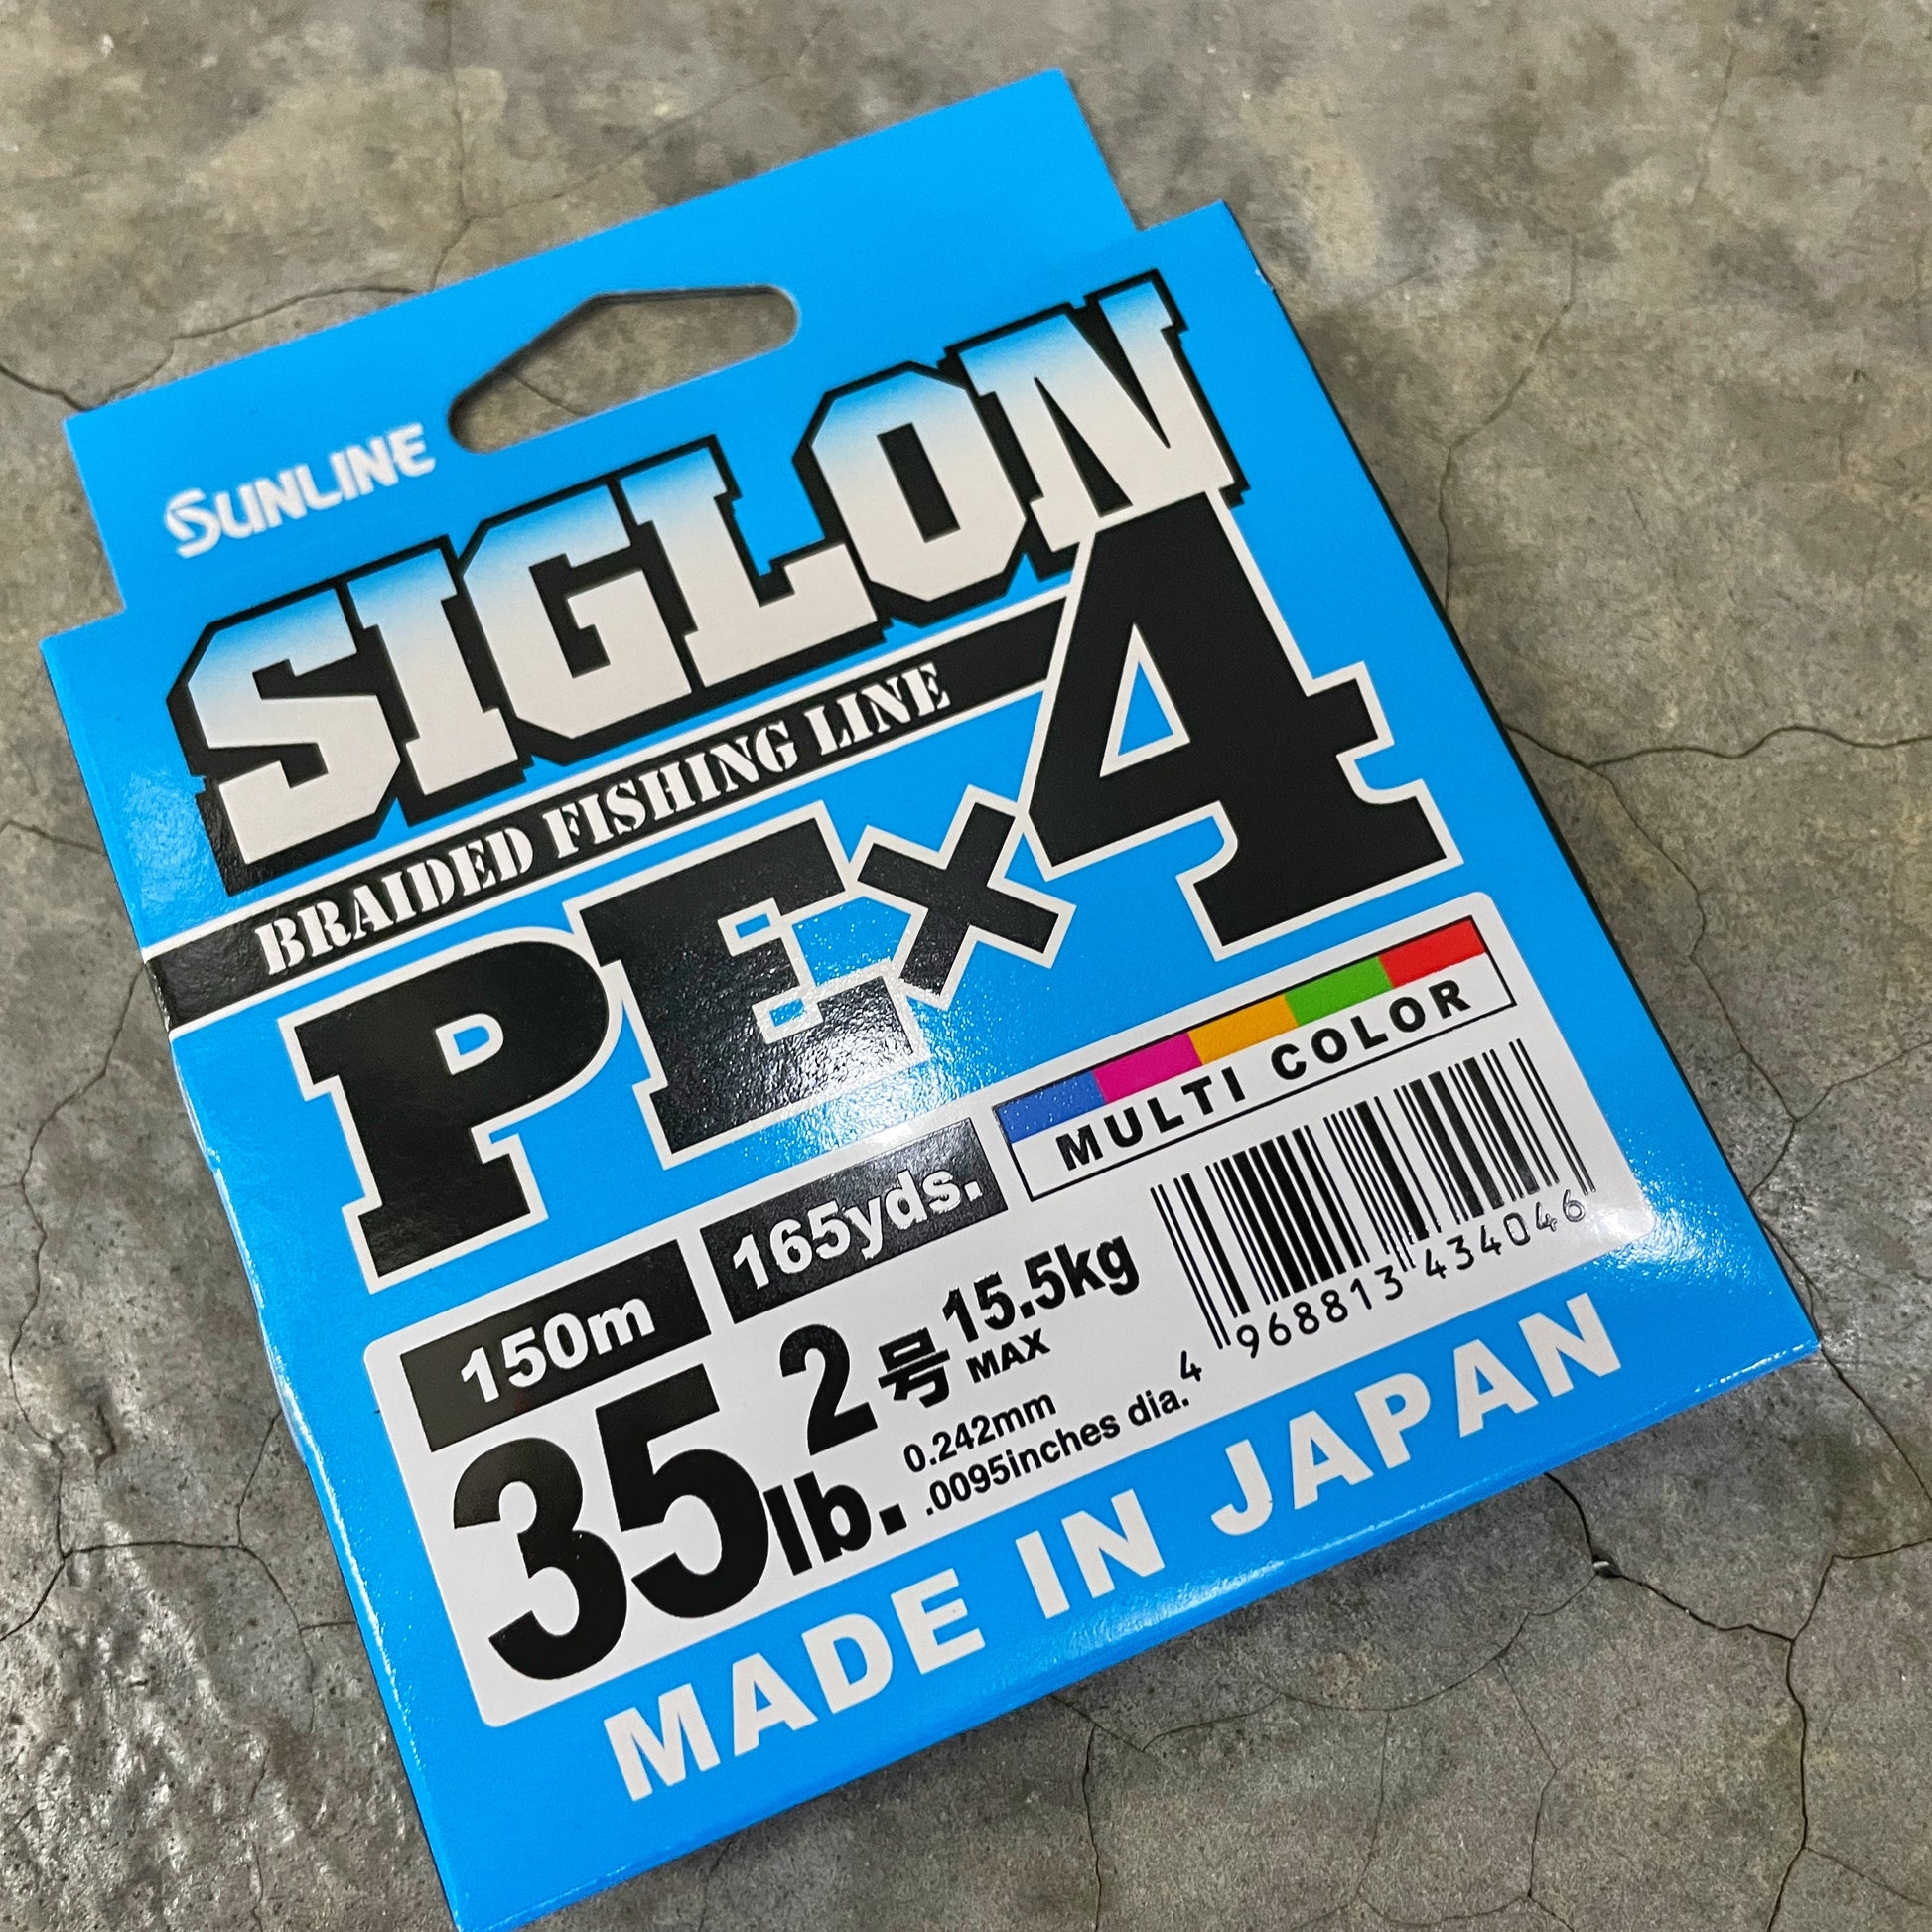 SUNLINE
SIGLON
BRAIDED FISHING LINE
PE×4
MULTI COLOR
150m 165yds.
35lb. 2号 15.5kg
MAX
0.242mm
.0095inches dia.
4 968813 434046
MADE IN JAPAN